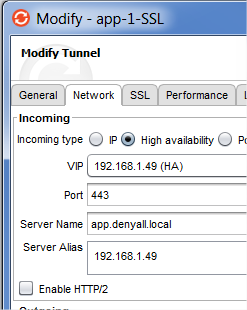 Modify - app-1-SSL
Modify Tunnel
General Network SSL Performance
Incoming
Incoming type IP High availability
VIP 192.168.1.49 (HA)
Port 443
Server Name app.denyall.local
Server Alias 192.168.1.49
Enable HTTP/2